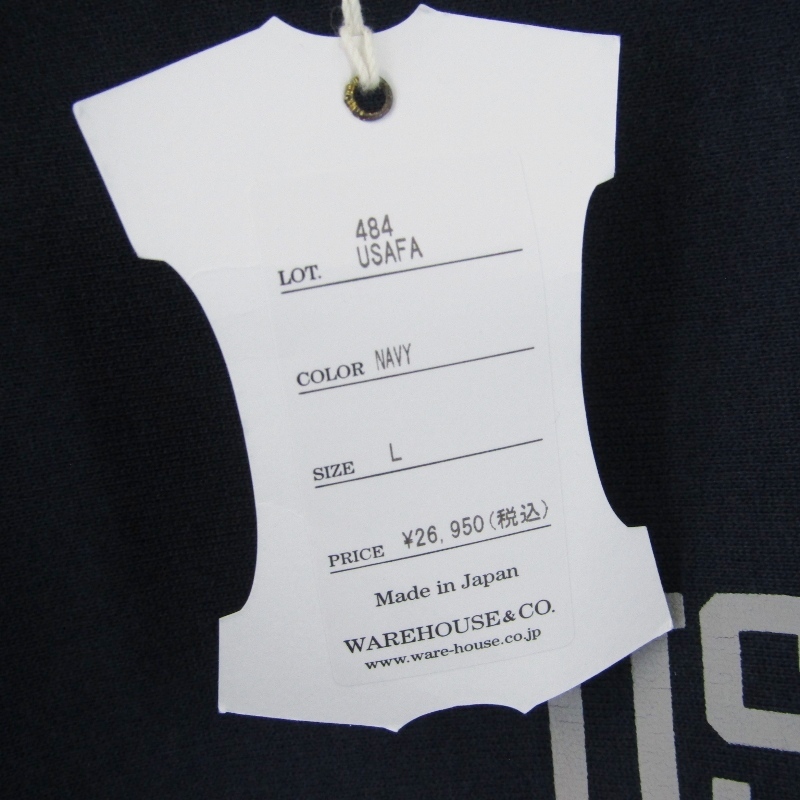 484
LOT. USAFA
COLOR NAVY
SIZE L
PRICE ¥26,950(税込)
Made in Japan
WAREHOUSE & CO.
www.ware-house.co.jp
US